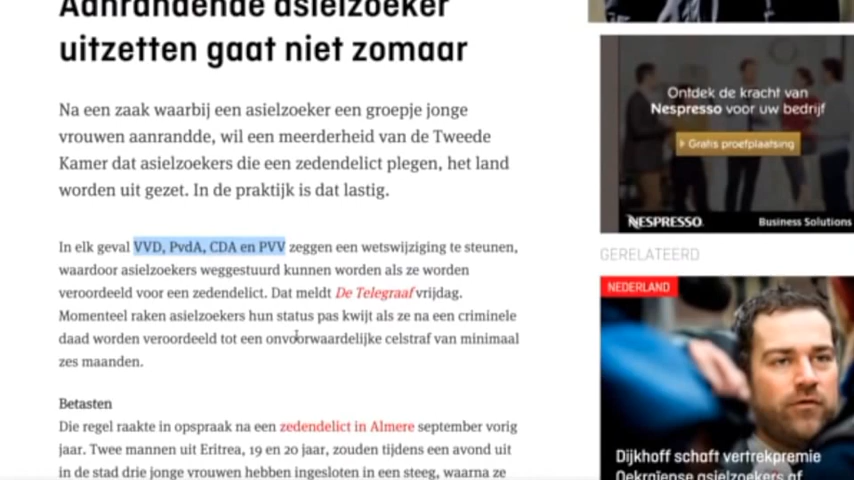 Aanrandende asielzoeker
uitzetten gaat niet zomaar
Na een zaak waarbij een asielzoeker een groepje jonge
vrouwen aanrandde, wil een meerderheid van de Tweede
Kamer dat asielzoekers die een zedendelict plegen, het land
worden uit gezet. In de praktijk is dat lastig.
In elk geval VVD, PvdA, CDA en PVV zeggen een wetswijziging te steunen,
waardoor asielzoekers weggestuurd kunnen worden als ze worden
veroordeeld voor een zedendelict. Dat meldt De Telegraaf vrijdag.
Momenteel raken asielzoekers hun status pas kwijt als ze na een criminele
daad worden veroordeeld tot een onvoorwaardelijke celstraf van minimaal
zes maanden.
Betasten
Die regel raakte in opspraak na een zedendelict in Almere september vorig
jaar. Twee mannen uit Eritrea, 19 en 20 jaar, zouden tijdens een avond uit
in de stad drie jonge vrouwen hebben ingesloten in een steeg, waarna ze
Ontdek de kracht van
Nespresso voor uw bedrijf
Gratis proefplaatsing
NESPRESSO. Business Solutions
GERELATEERD
NEDERLAND
Dijkhoff schaft vertrekpremie
Oekraïense asielzoekers af